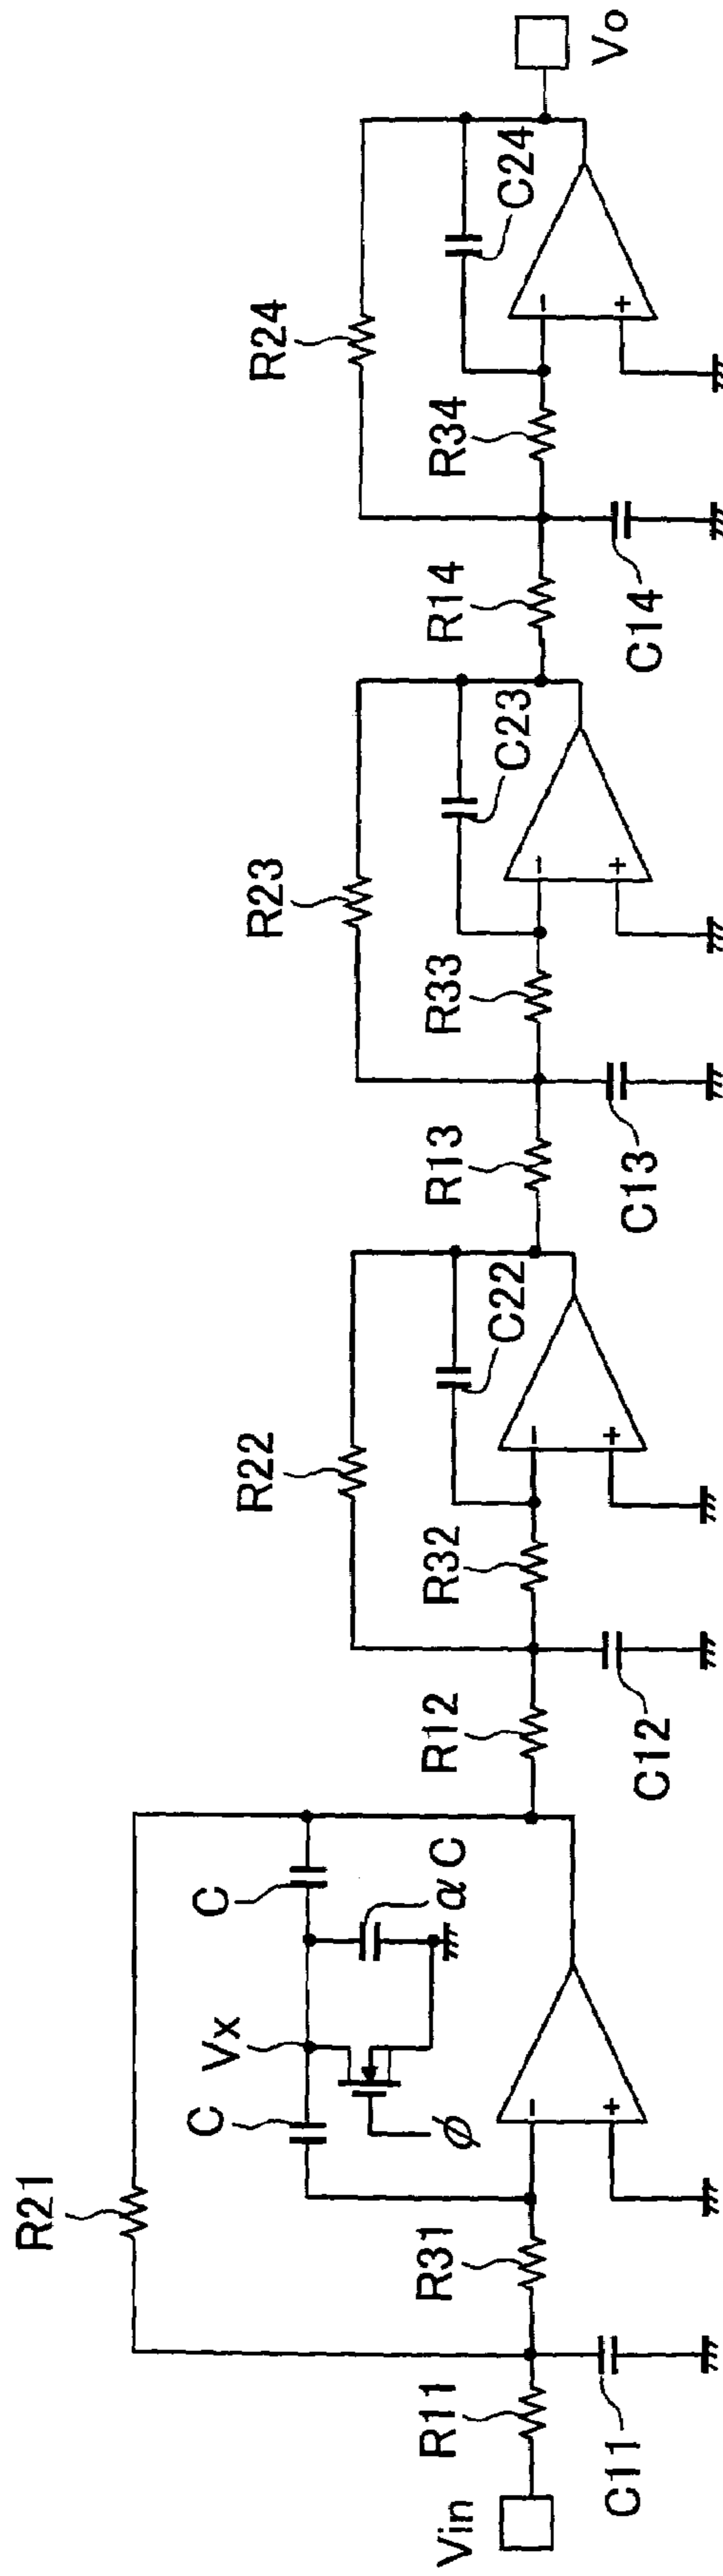 Vin
R11
C11
R21
R31
C
Vx
φ
C
αC
-
+
R12
C12
R22
R32
C22
-
+
R13
C13
R23
R33
C23
-
+
R14
C14
R24
R34
C24
-
+
Vo